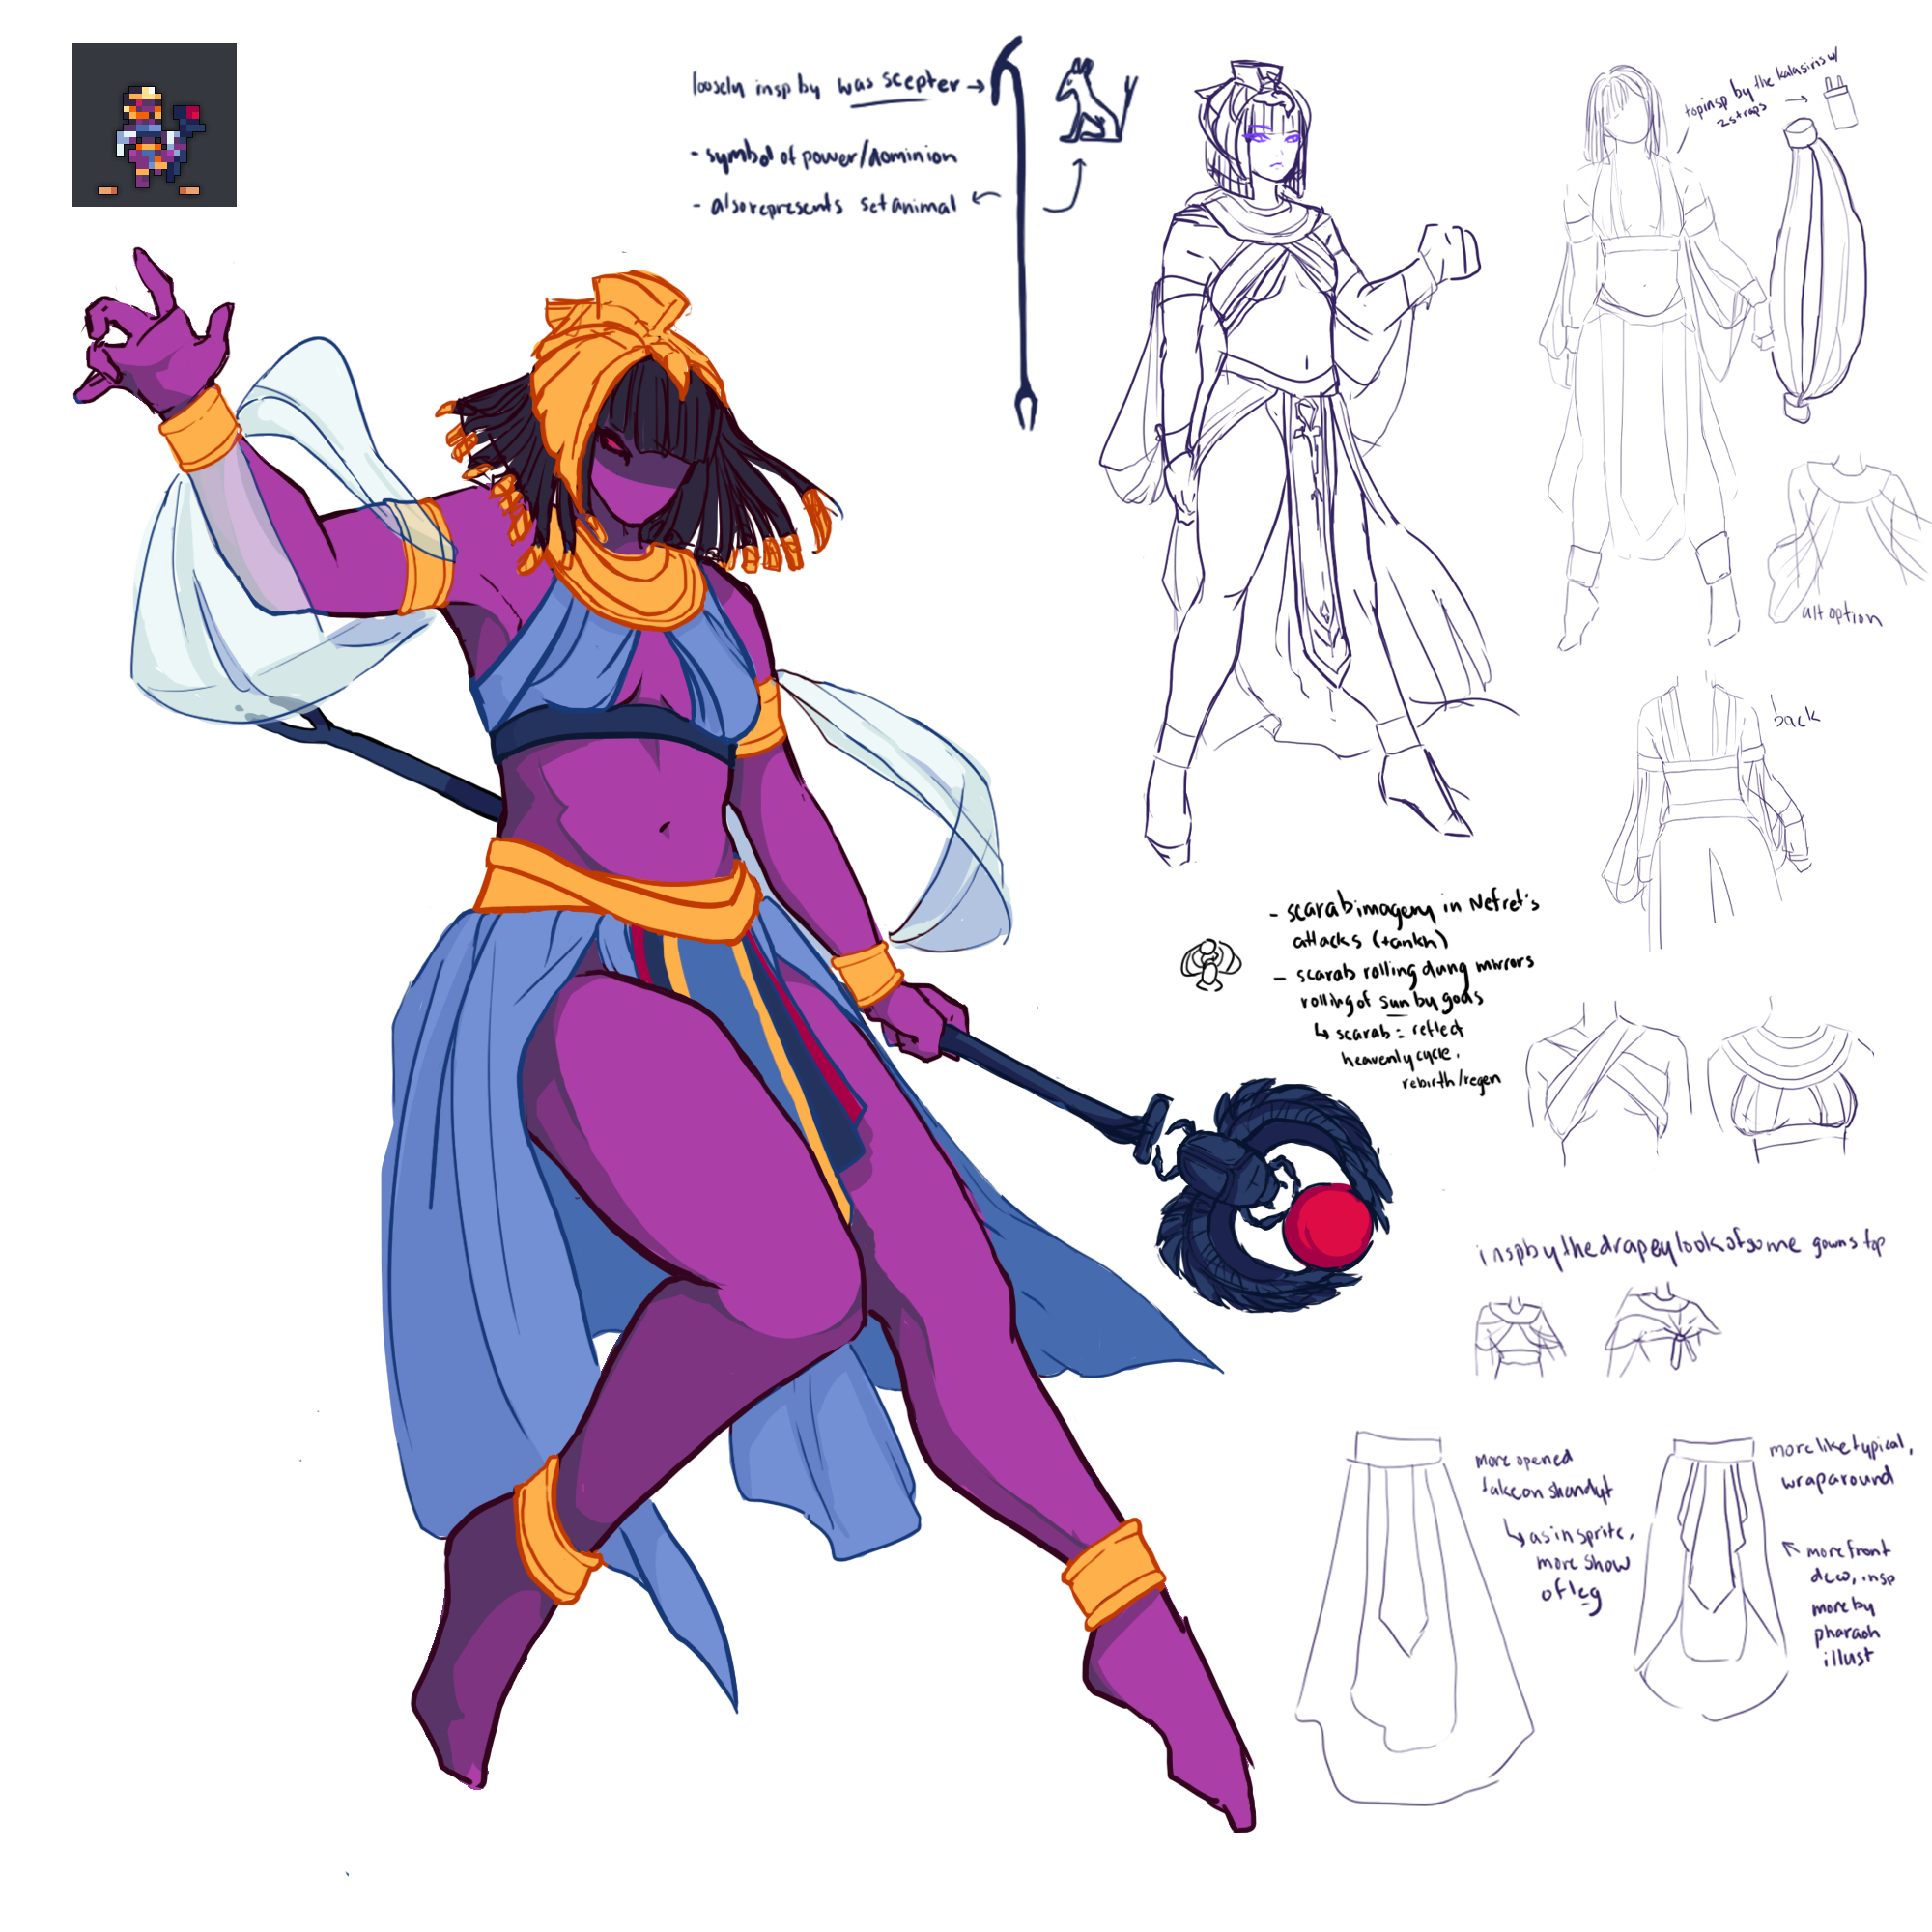 loosely insp by was scepter →
- symbol of power/dominion
- also represents set animal
top insp by the kalasiris w/
2 straps
alt option
back
- scarab imagery in Nefret's
attacks (+ankh)
- scarab rolling dung mirrors
rolling of sun by gods
↳ scarab = reflect
heavenly cycle.
rebirth/regen
insp by the drapey look of some gowns top
more opened
take on shendyt
↳ as in sprite,
more show
of leg
more like typical,
wraparound
more front
deco, insp
more by
pharaoh
illust